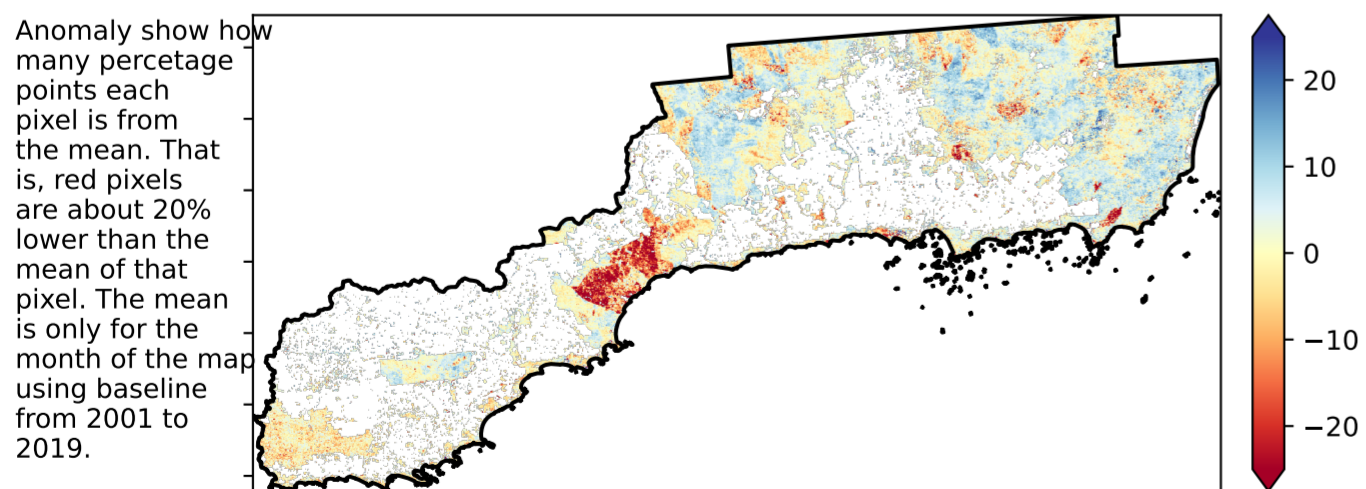 Anomaly show how
many percetage
points each
pixel is from
the mean. That
is, red pixels
are about 20%
lower than the
mean of that
pixel. The mean
is only for the
month of the map
using baseline
from 2001 to
2019.
20
10
0
−10
−20